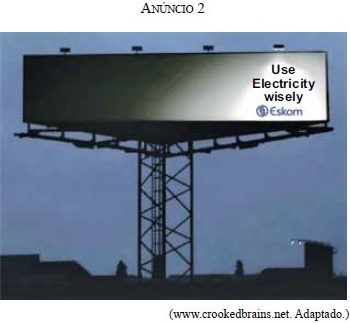 ANÚNCIO 2
Use
Electricity
wisely
Eskom
(www.crookedbrains.net. Adaptado.)